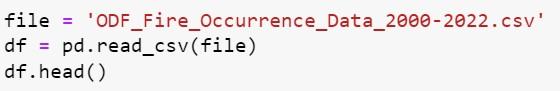 file = 'ODF_Fire_Occurrence_Data_2000-2022.csv'
df = pd.read_csv(file)
df.head()